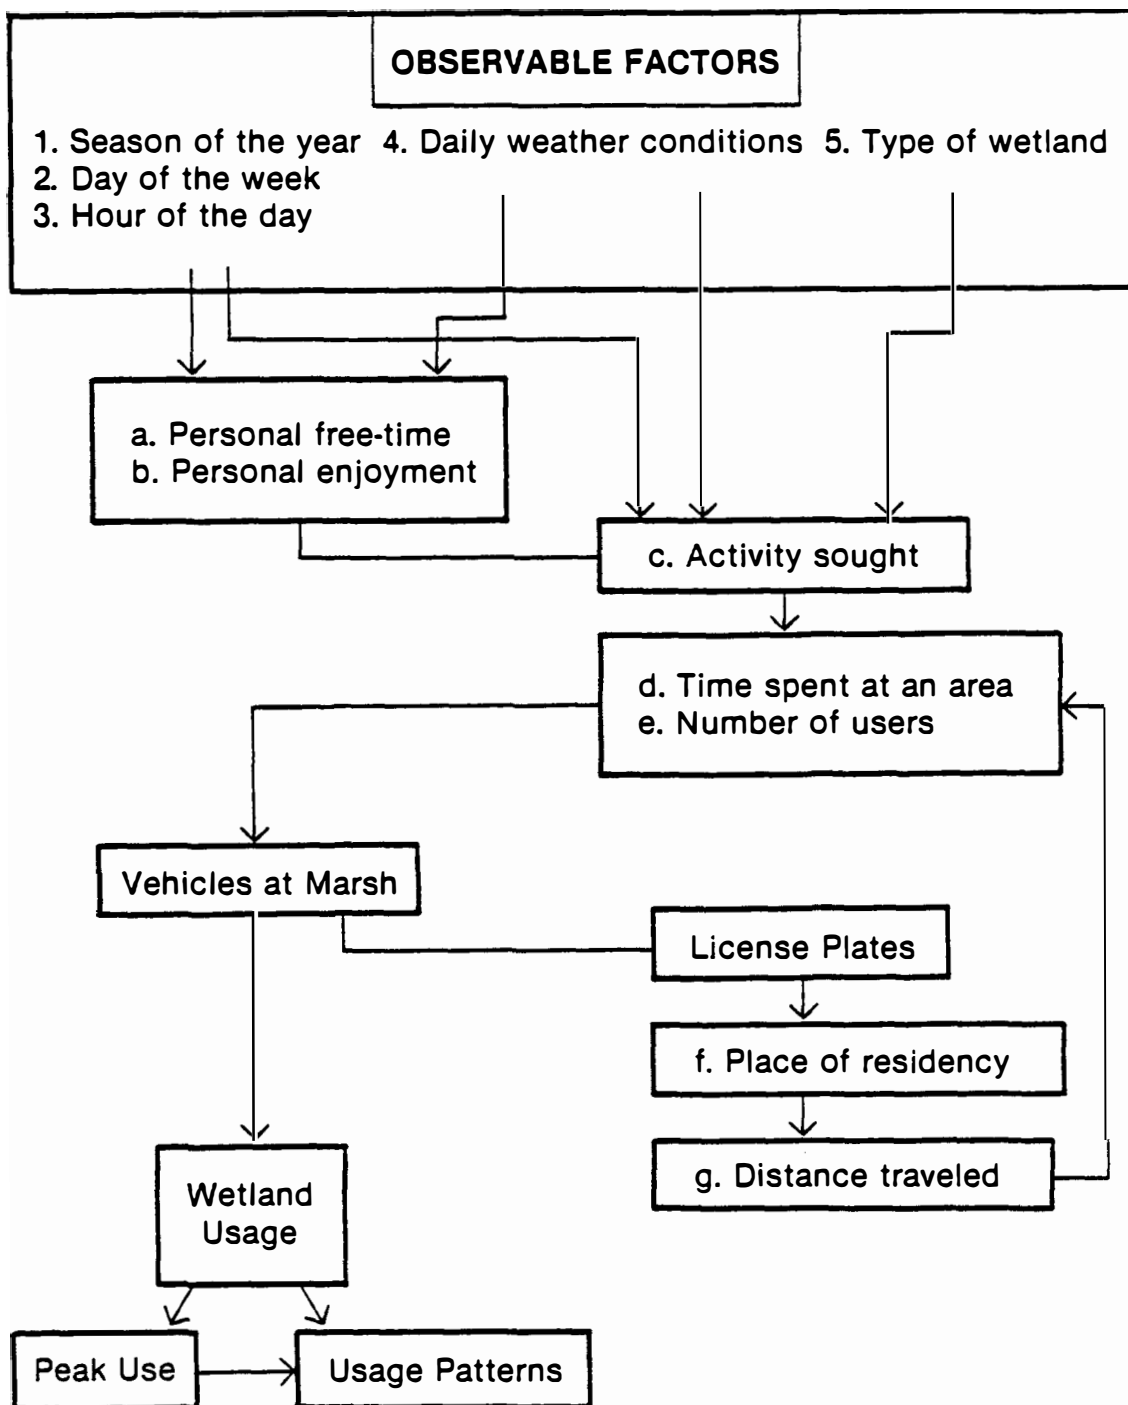 OBSERVABLE FACTORS
1. Season of the year 4. Daily weather conditions 5. Type of wetland
2. Day of the week
3. Hour of the day
a. Personal free-time
b. Personal enjoyment
c. Activity sought
d. Time spent at an area
e. Number of users
Vehicles at Marsh
License Plates
f. Place of residency
g. Distance traveled
Wetland
Usage
Peak Use
Usage Patterns